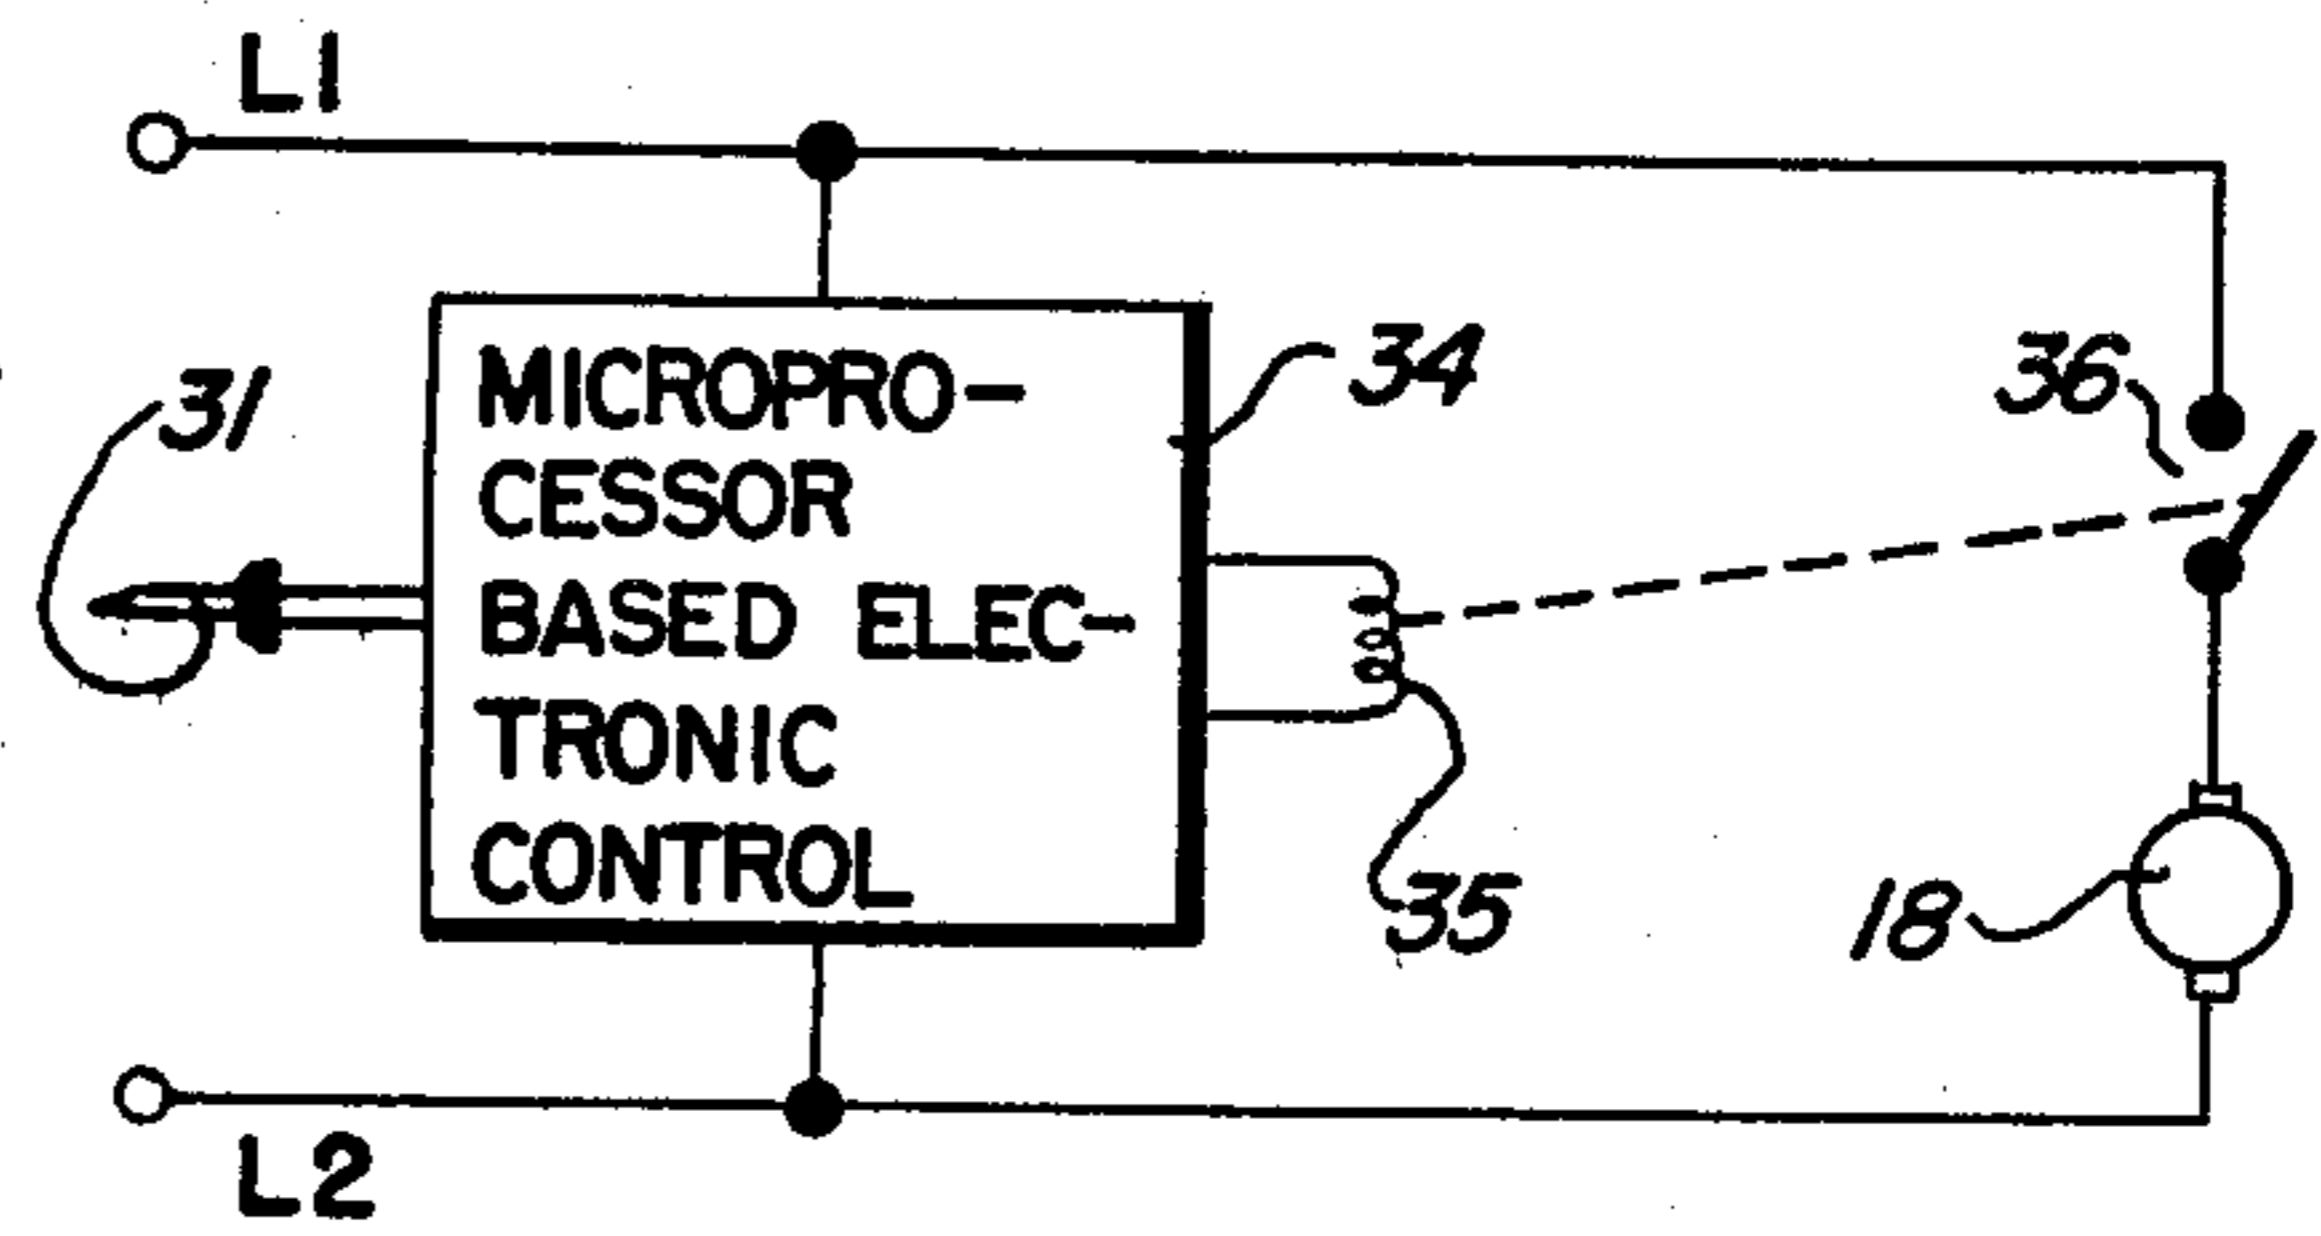 L1
MICROPRO-
CESSOR
BASED ELEC-
TRONIC
CONTROL
34
36
31
35
18
L2